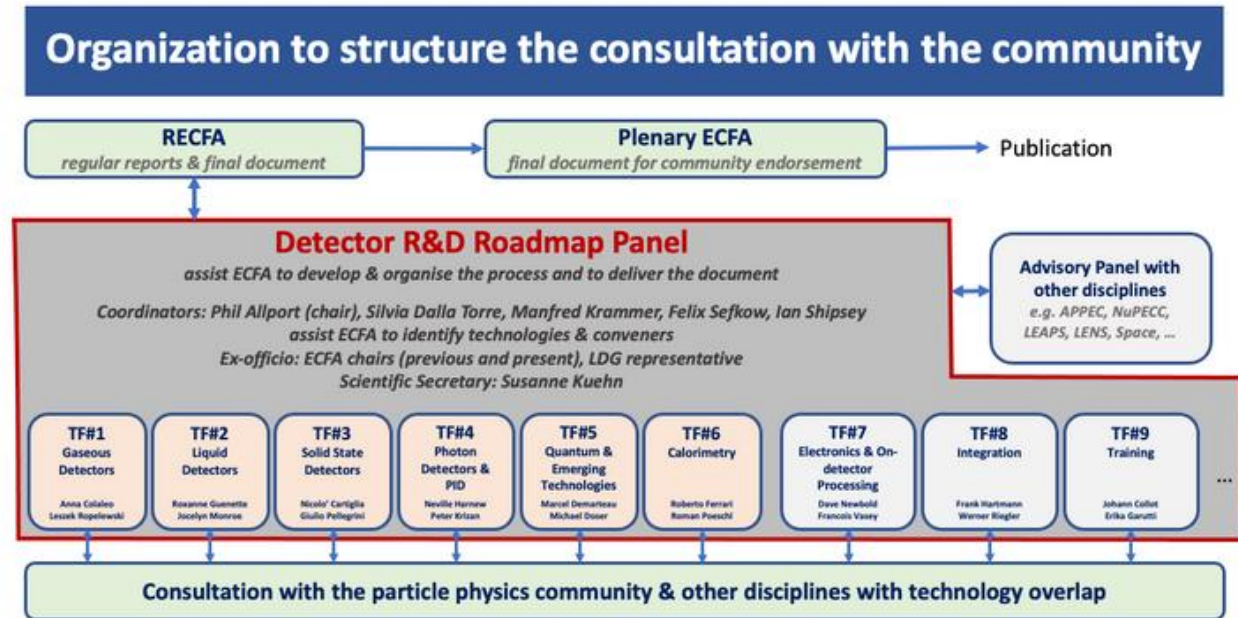 Organization to structure the consultation with the community
RECFA
regular reports & final document
Plenary ECFA
final document for community endorsement
Publication
Detector R&D Roadmap Panel
assist ECFA to develop & organise the process and to deliver the document
Coordinators: Phil Allport (chair), Silvia Dalla Torre, Manfred Krammer, Felix Sefkow, Ian Shipsey
assist ECFA to identify technologies & conveners
Ex-officio: ECFA chairs (previous and present), LDG representative
Scientific Secretary: Susanne Kuehn
Advisory Panel with
other disciplines
e.g. APPEC, NuPECC,
LEAPS, LENS, Space, ...
TF#1
Gaseous
Detectors
Anna Colaleo
Leszek Ropelewski
TF#2
Liquid
Detectors
Roxanne Guenette
Jocelyn Monroe
TF#3
Solid State
Detectors
Nicolo' Cartiglia
Giulio Pellegrini
TF#4
Photon
Detectors &
PID
Neville Harnew
Peter Krizan
TF#5
Quantum &
Emerging
Technologies
Marcel Demarteau
Michael Doser
TF#6
Calorimetry
Roberto Ferrari
Roman Poeschl
TF#7
Electronics & On-
detector
Processing
Dave Newbold
Francois Vasey
TF#8
Integration
Frank Hartmann
Werner Riegler
TF#9
Training
Johann Collot
Erika Garutti
...
Consultation with the particle physics community & other disciplines with technology overlap